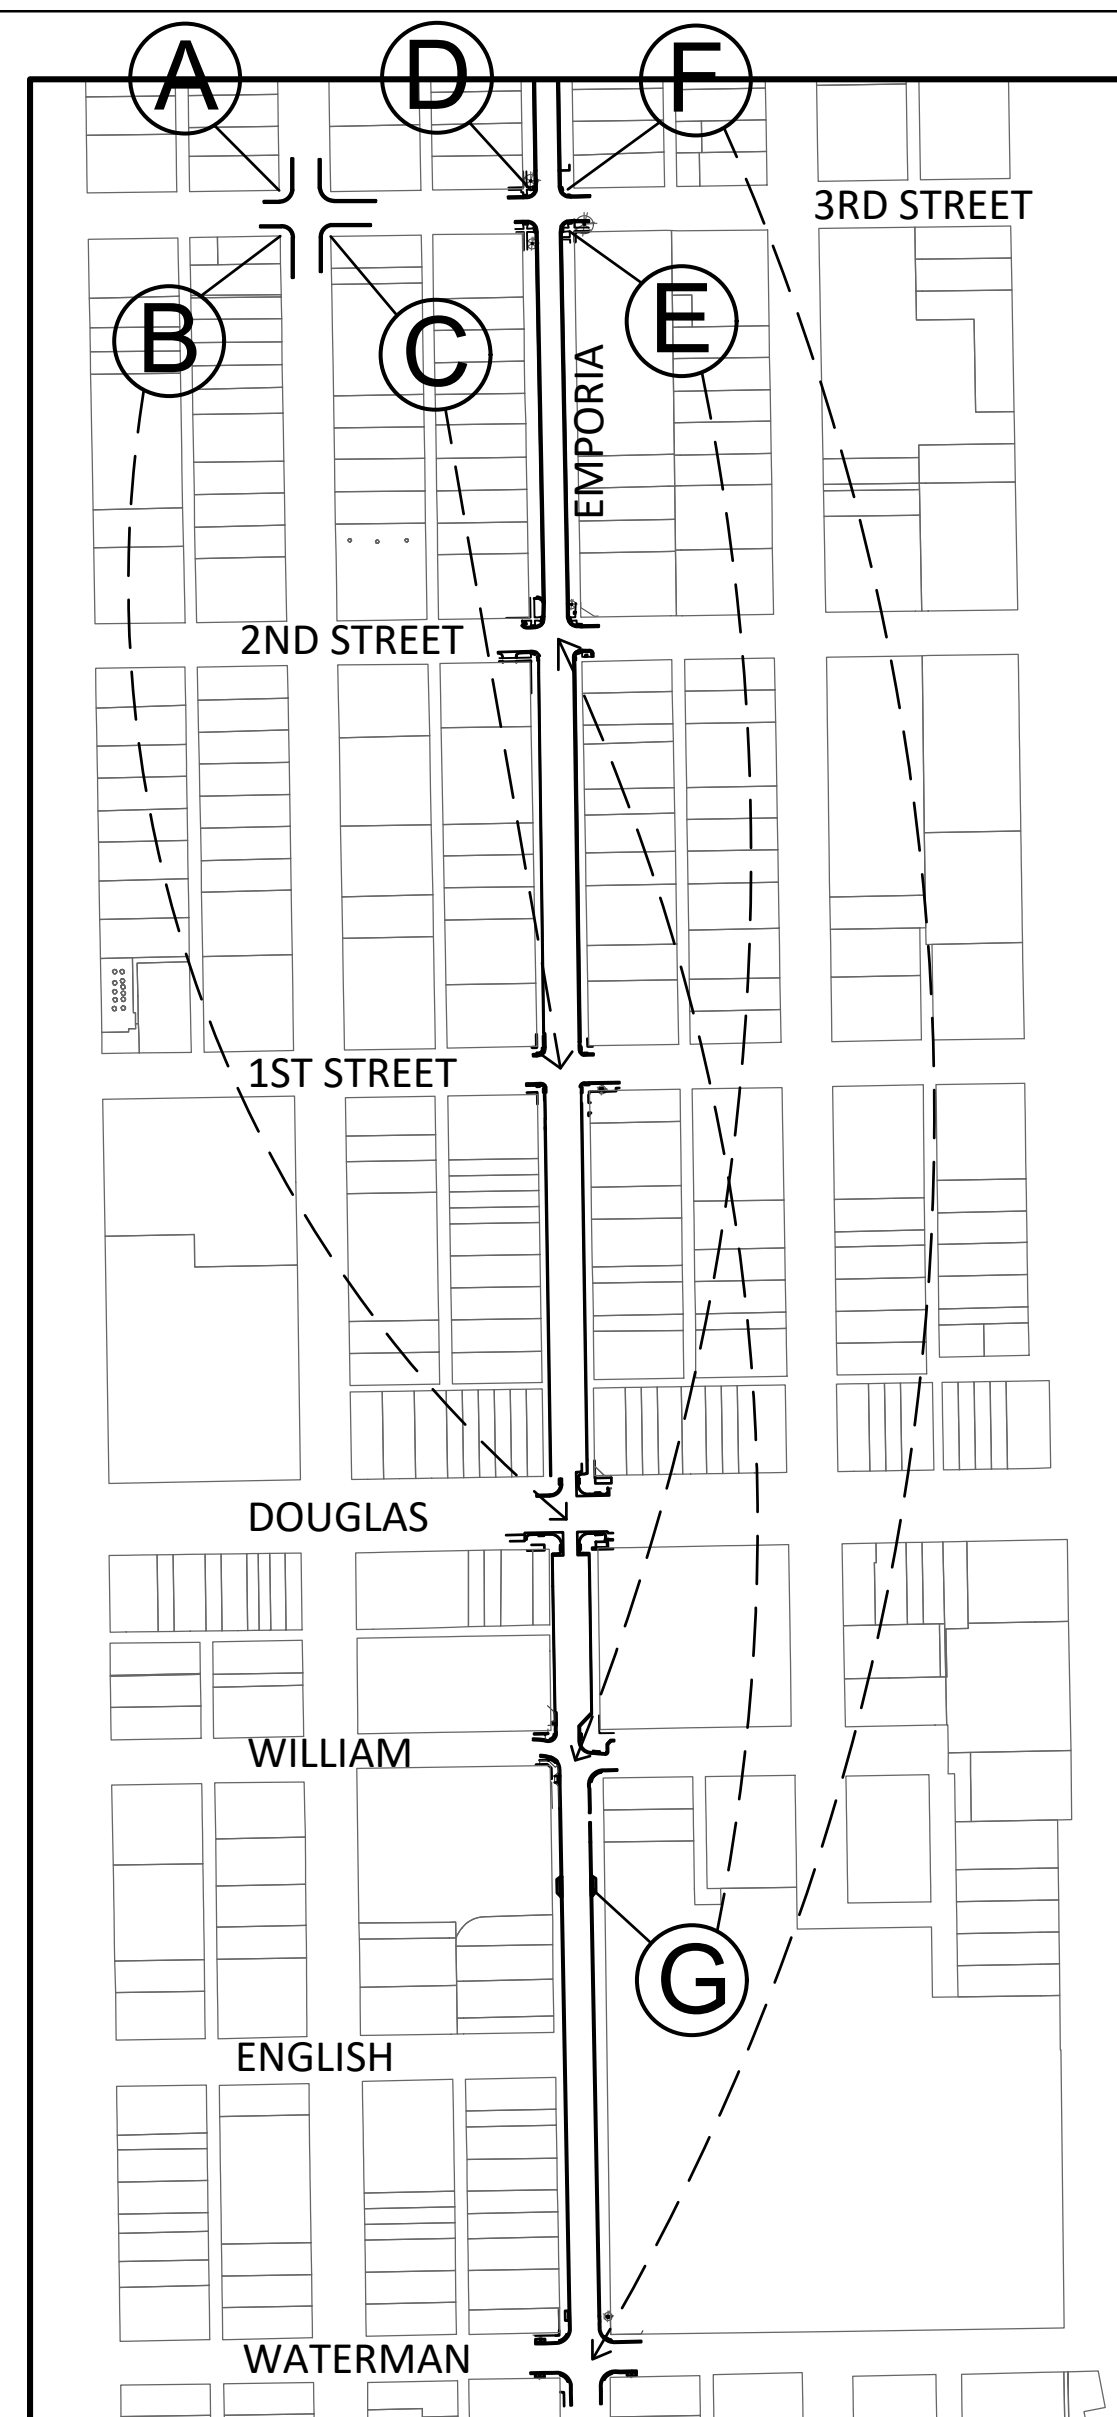 A
D
F
3RD STREET
B
C
E
EMPORIA
2ND STREET
1ST STREET
DOUGLAS
WILLIAM
G
ENGLISH
WATERMAN